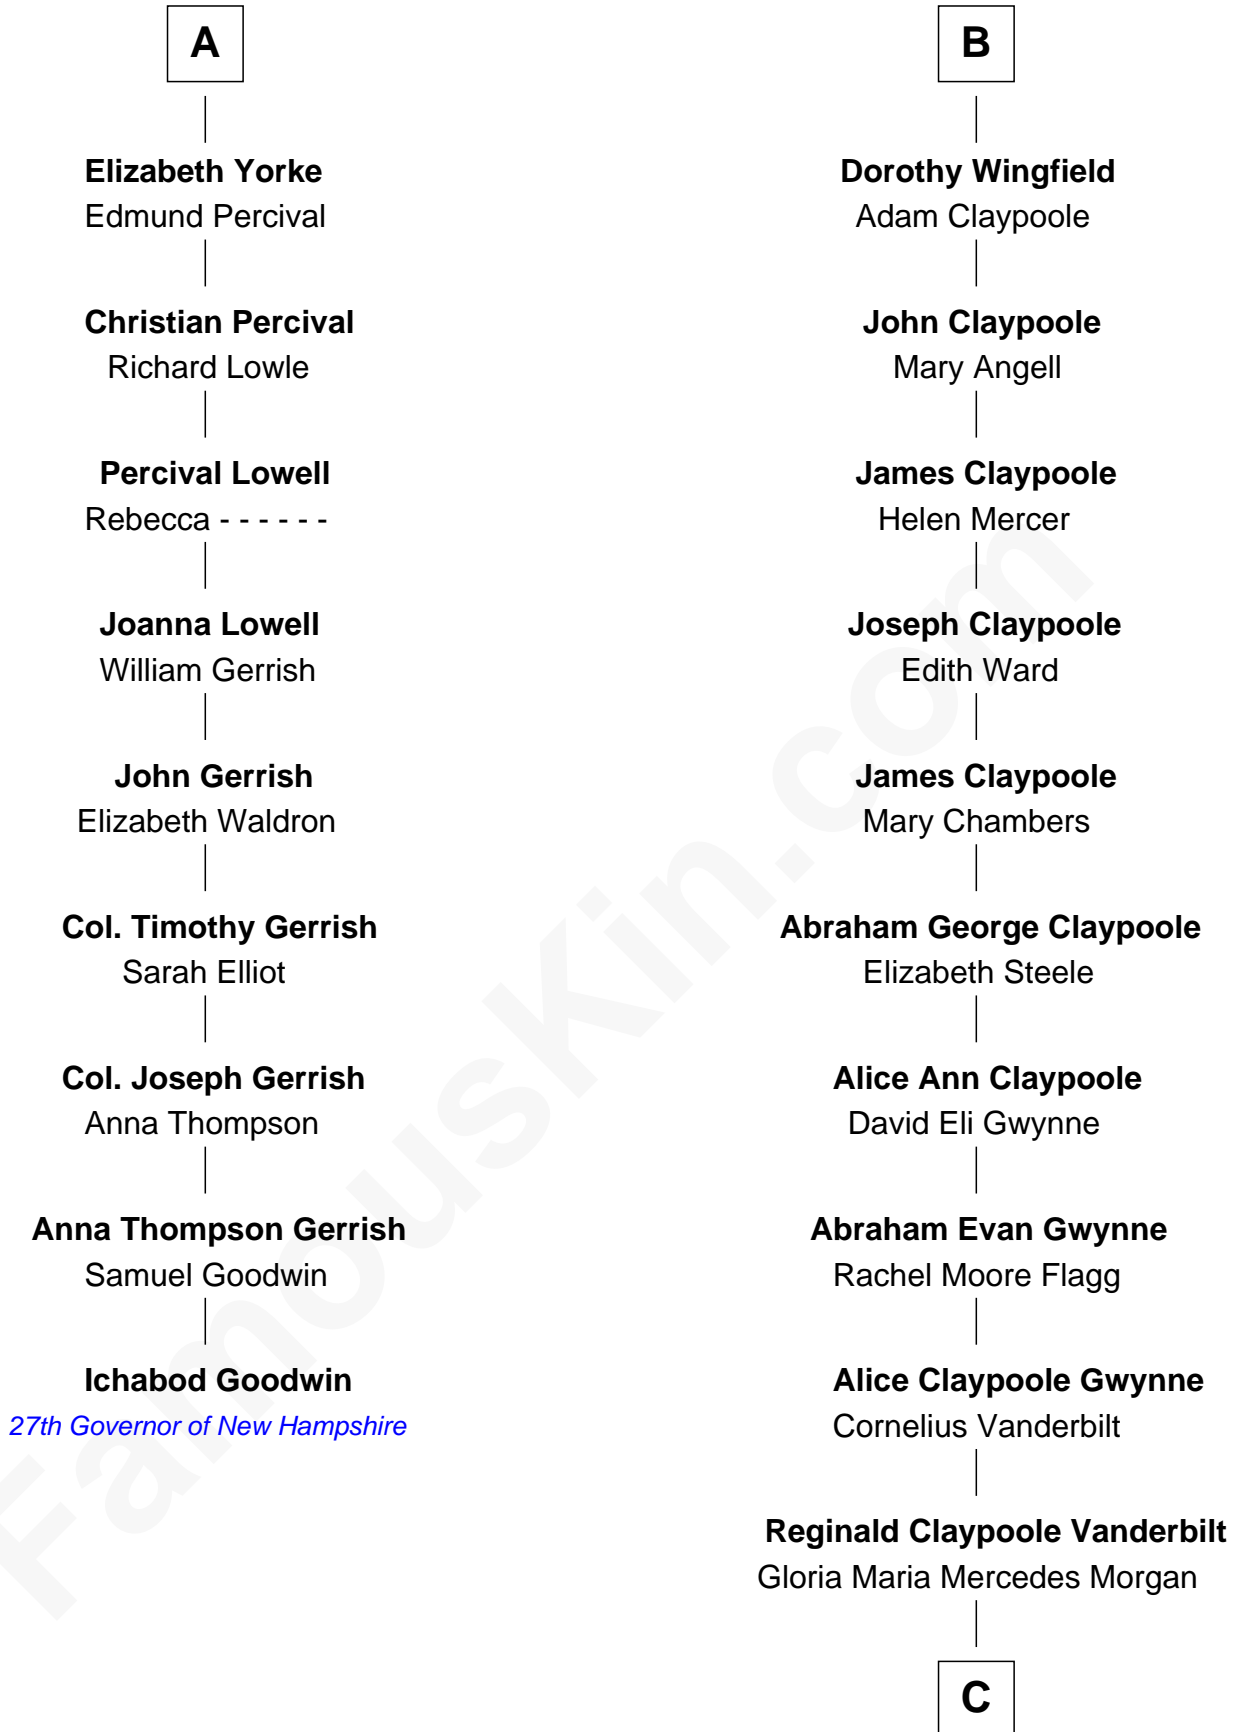 A
Elizabeth Yorke
Edmund Percival
Christian Percival
Richard Lowle
Percival Lowell
Rebecca - - - - - -
Joanna Lowell
William Gerrish
John Gerrish
Elizabeth Waldron
Col. Timothy Gerrish
Sarah Elliot
Col. Joseph Gerrish
Anna Thompson
Anna Thompson Gerrish
Samuel Goodwin
Ichabod Goodwin
27th Governor of New Hampshire
B
Dorothy Wingfield
Adam Claypoole
John Claypoole
Mary Angell
James Claypoole
Helen Mercer
Joseph Claypoole
Edith Ward
James Claypoole
Mary Chambers
Abraham George Claypoole
Elizabeth Steele
Alice Ann Claypoole
David Eli Gwynne
Abraham Evan Gwynne
Rachel Moore Flagg
Alice Claypoole Gwynne
Cornelius Vanderbilt
Reginald Claypoole Vanderbilt
Gloria Maria Mercedes Morgan
C
FamousKin.com